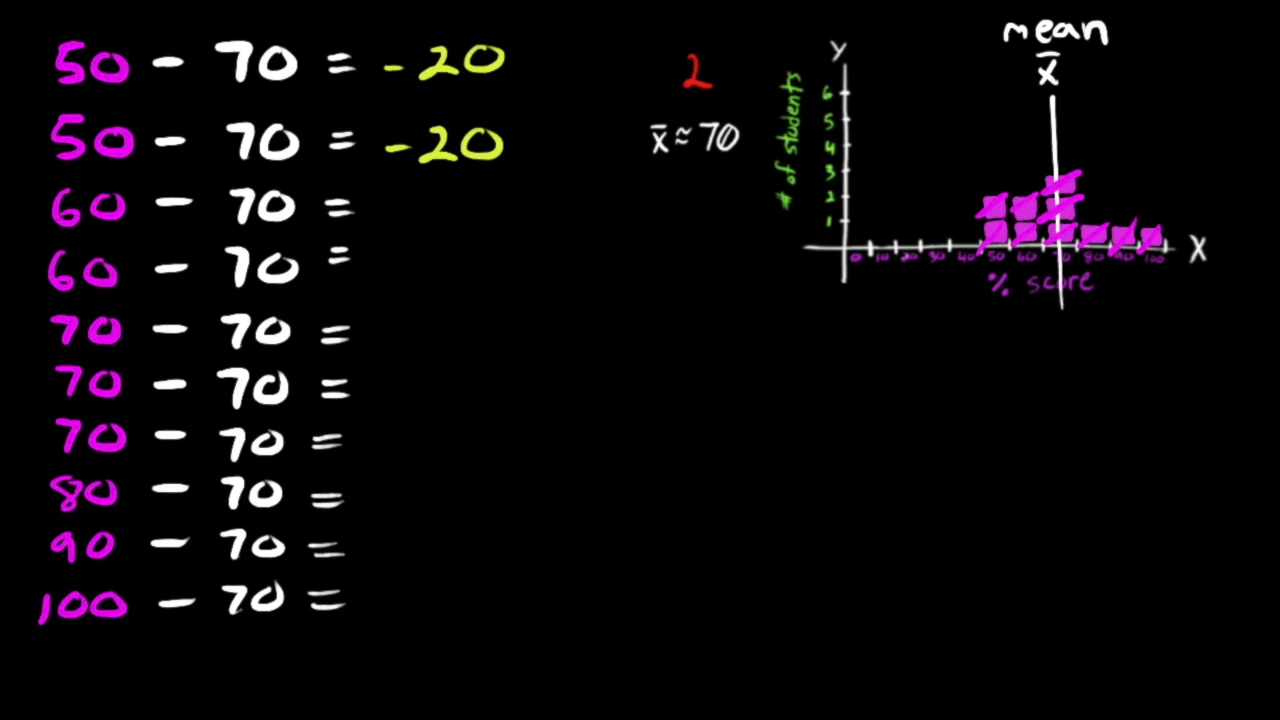 50 - 70 = -20
50 - 70 = -20
60 - 70 =
60 - 70 =
70 - 70 =
70 - 70 =
70 - 70 =
80 - 70 =
90 - 70 =
100 - 70 =
2
x̄ ≈ 70
mean
x̄
Y
# of students
6
5
4
3
2
1
0 10 20 30 40 50 60 70 80 90 100
X
% score